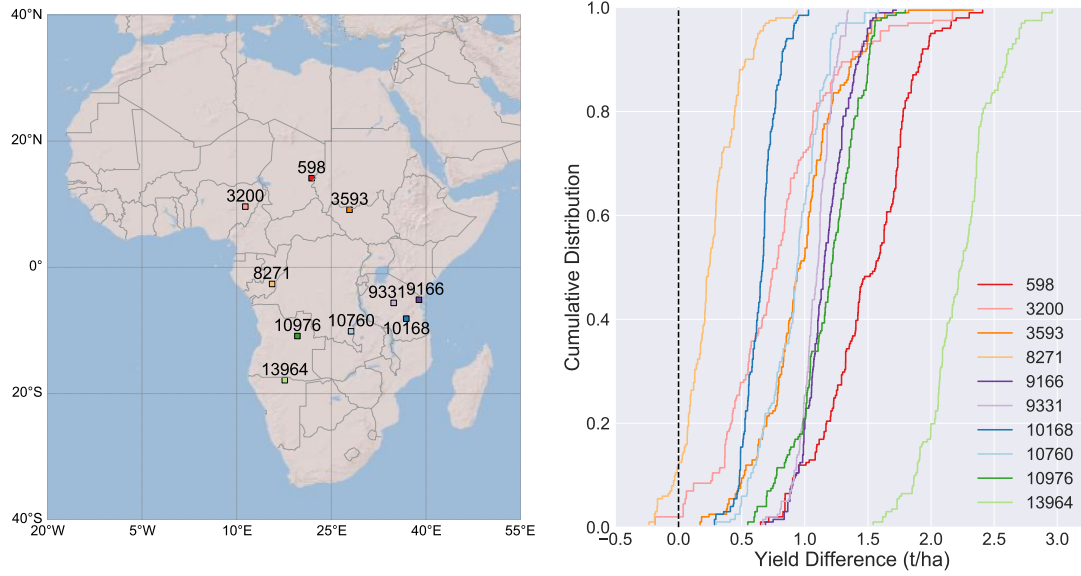 40°N
20°N
0°
20°S
40°S
20°W
5°W
10°E
25°E
40°E
55°E
598
3200
3593
8271
9331
9166
10976
10760
10168
13964
Cumulative Distribution
1.0
0.8
0.6
0.4
0.2
0.0
−0.5
0.0
0.5
1.0
1.5
2.0
2.5
3.0
Yield Difference (t/ha)
598
3200
3593
8271
9166
9331
10168
10760
10976
13964